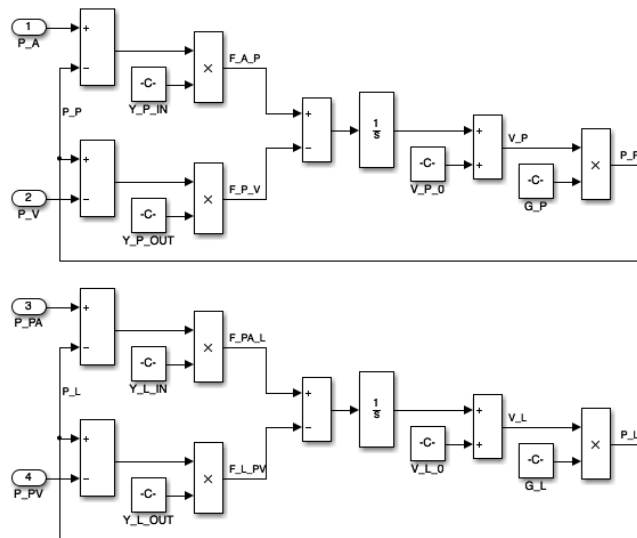 1
P_A
+
−
P_P
-C-
Y_P_IN
×
F_A_P
+
−
1
s
+
+
V_P
-C-
V_P_0
-C-
G_P
×
P_P
+
−
2
P_V
-C-
Y_P_OUT
×
F_P_V
3
P_PA
+
−
P_L
-C-
Y_L_IN
×
F_PA_L
+
−
1
s
+
+
V_L
-C-
V_L_0
-C-
G_L
×
P_L
+
−
4
P_PV
-C-
Y_L_OUT
×
F_L_PV